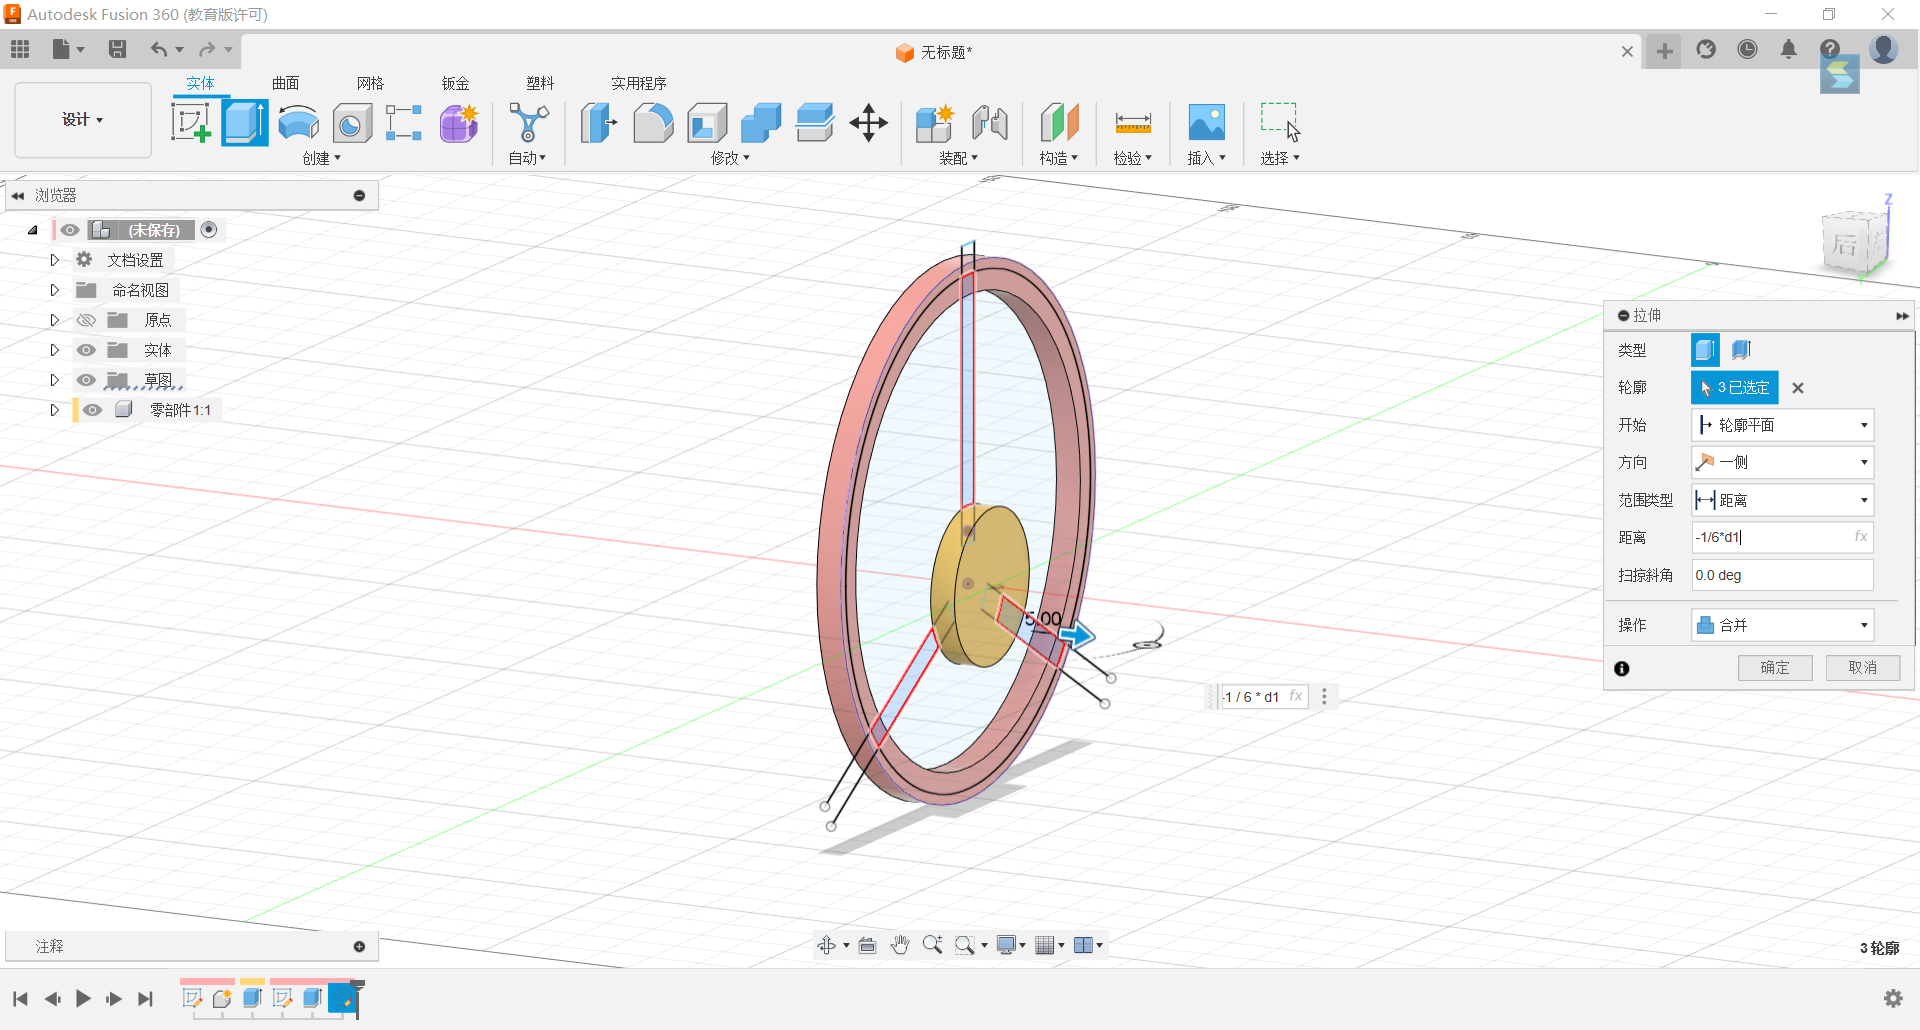 Autodesk Fusion 360 (教育版许可)
无标题*
实体 曲面 网格 钣金 塑料 实用程序
设计
创建 自动 修改 装配 构造 检验 插入 选择
浏览器
(未保存)
文档设置
命名视图
原点
实体
草图
零部件1:1
Z
后
拉伸
类型
轮廓 3 已选定
开始 轮廓平面
方向 一侧
范围类型 距离
距离 -1/6*d1 fx
扫掠斜角 0.0 deg
操作 合并
确定 取消
5.00
-1 / 6 * d1 fx
注释
3 轮廓